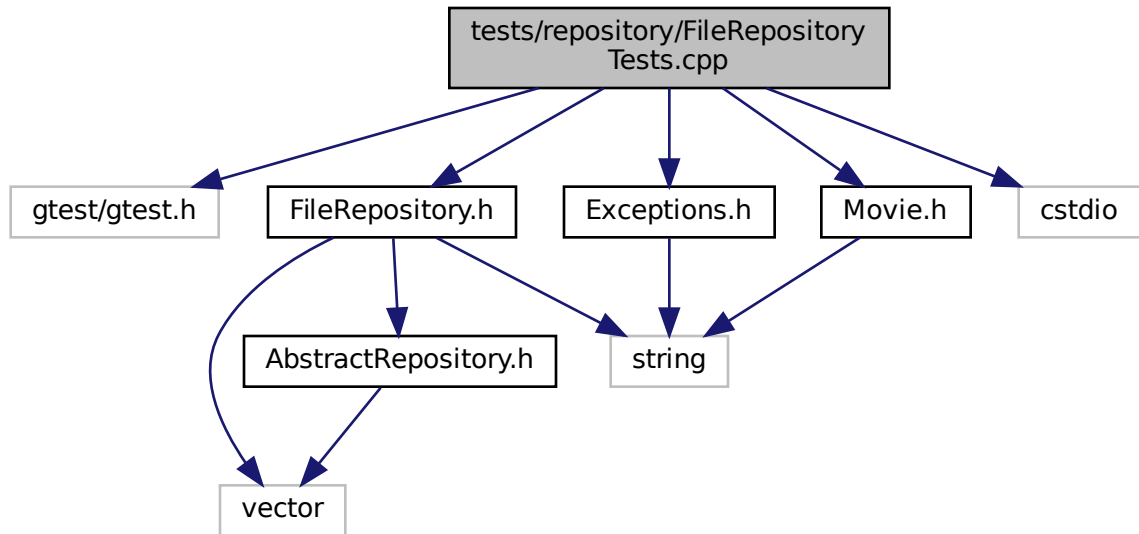 tests/repository/FileRepository
Tests.cpp
gtest/gtest.h
FileRepository.h
Exceptions.h
Movie.h
cstdio
AbstractRepository.h
string
vector